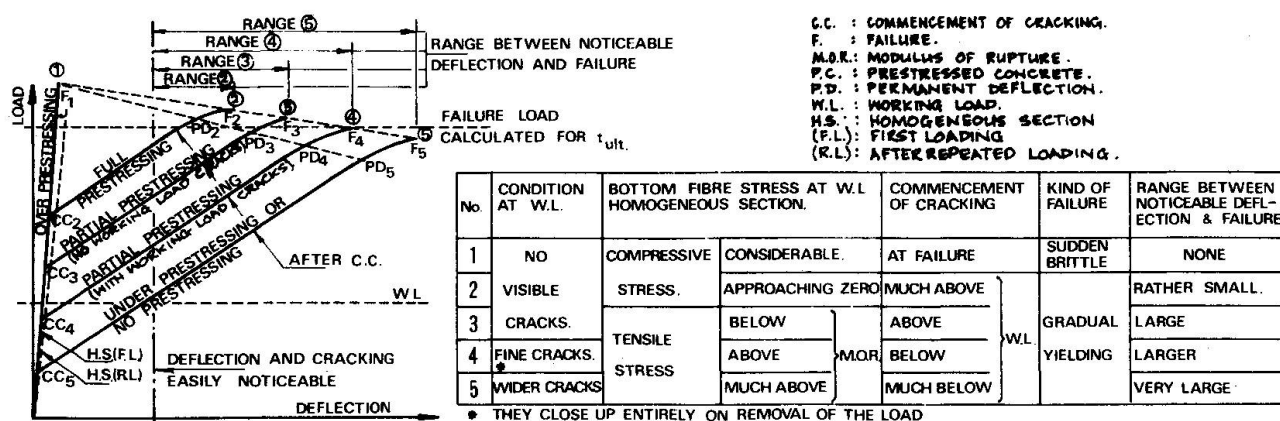 RANGE ⑤
RANGE ④
RANGE ③
RANGE ②
RANGE BETWEEN NOTICEABLE
DEFLECTION AND FAILURE
LOAD
OVER PRESTRESSING
① F1
② F2
③ F3
④ F4
⑤ F5
FAILURE LOAD
CALCULATED FOR tult.
PD2
PD3
PD4
PD5
FULL
PRESTRESSING
PARTIAL PRESTRESSING
(NO WORKING LOAD CRACKS)
PARTIAL PRESTRESSING
(WITH WORKING LOAD CRACKS)
UNDER PRESTRESSING OR
NO PRESTRESSING
CC2
CC3
CC4
CC5
AFTER C.C.
WL
H.S(F.L)
H.S(R.L)
DEFLECTION AND CRACKING
EASILY NOTICEABLE
DEFLECTION
C.C. : COMMENCEMENT OF CRACKING.
F. : FAILURE.
M.O.R.: MODULUS OF RUPTURE.
P.C. : PRESTRESSED CONCRETE.
P.D. : PERMANENT DEFLECTION.
W.L. : WORKING LOAD.
H.S. : HOMOGENEOUS SECTION
(F.L): FIRST LOADING
(R.L): AFTER REPEATED LOADING.
No. CONDITION AT W.L. BOTTOM FIBRE STRESS AT W.L HOMOGENEOUS SECTION. COMMENCEMENT OF CRACKING KIND OF FAILURE RANGE BETWEEN NOTICEABLE DEFL-ECTION & FAILURE
1 NO COMPRESSIVE CONSIDERABLE. AT FAILURE SUDDEN BRITTLE NONE
2 VISIBLE STRESS. APPROACHING ZERO MUCH ABOVE RATHER SMALL.
3 CRACKS. TENSILE BELOW ABOVE GRADUAL LARGE
4 FINE CRACKS. STRESS ABOVE M.O.R. BELOW W.L. YIELDING LARGER
5 WIDER CRACKS MUCH ABOVE MUCH BELOW VERY LARGE
● THEY CLOSE UP ENTIRELY ON REMOVAL OF THE LOAD